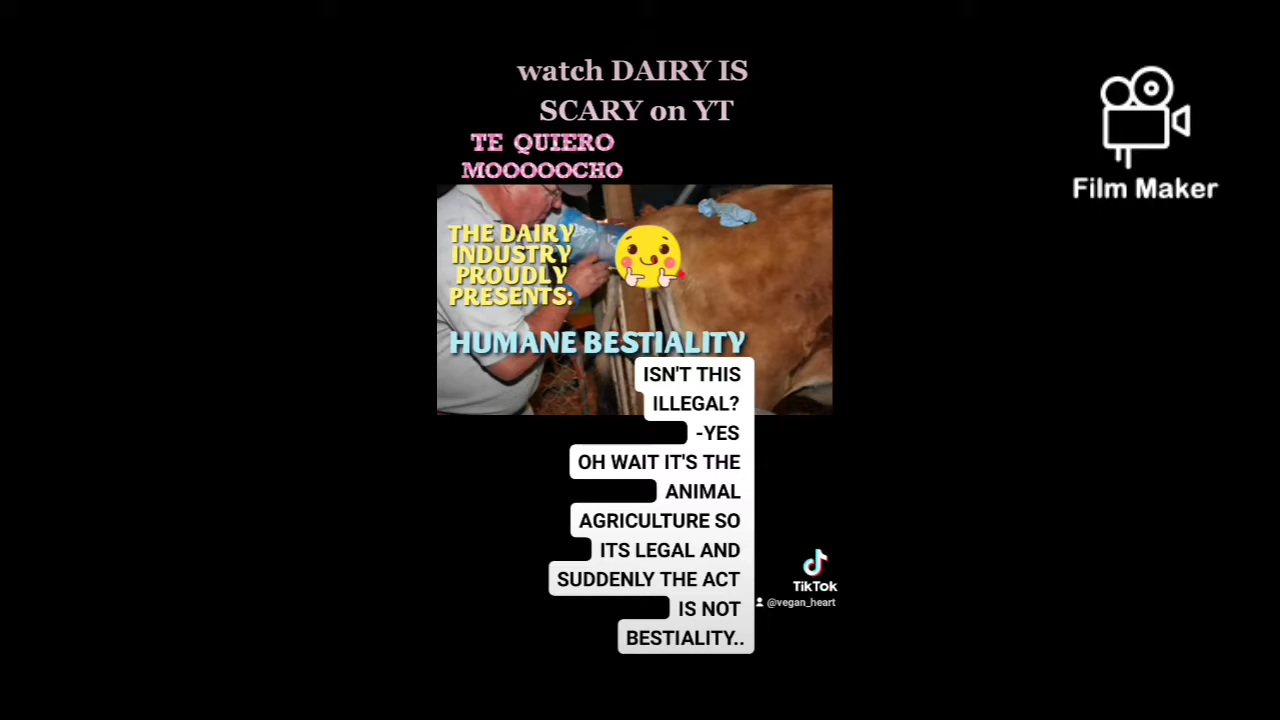 watch DAIRY IS
SCARY on YT
TE QUIERO
MOOOOOCHO
THE DAIRY
INDUSTRY
PROUDLY
PRESENTS:
HUMANE BESTIALITY
ISN'T THIS
ILLEGAL?
-YES
OH WAIT IT'S THE
ANIMAL
AGRICULTURE SO
ITS LEGAL AND
SUDDENLY THE ACT
IS NOT
BESTIALITY..
Film Maker
TikTok
@vegan_heart